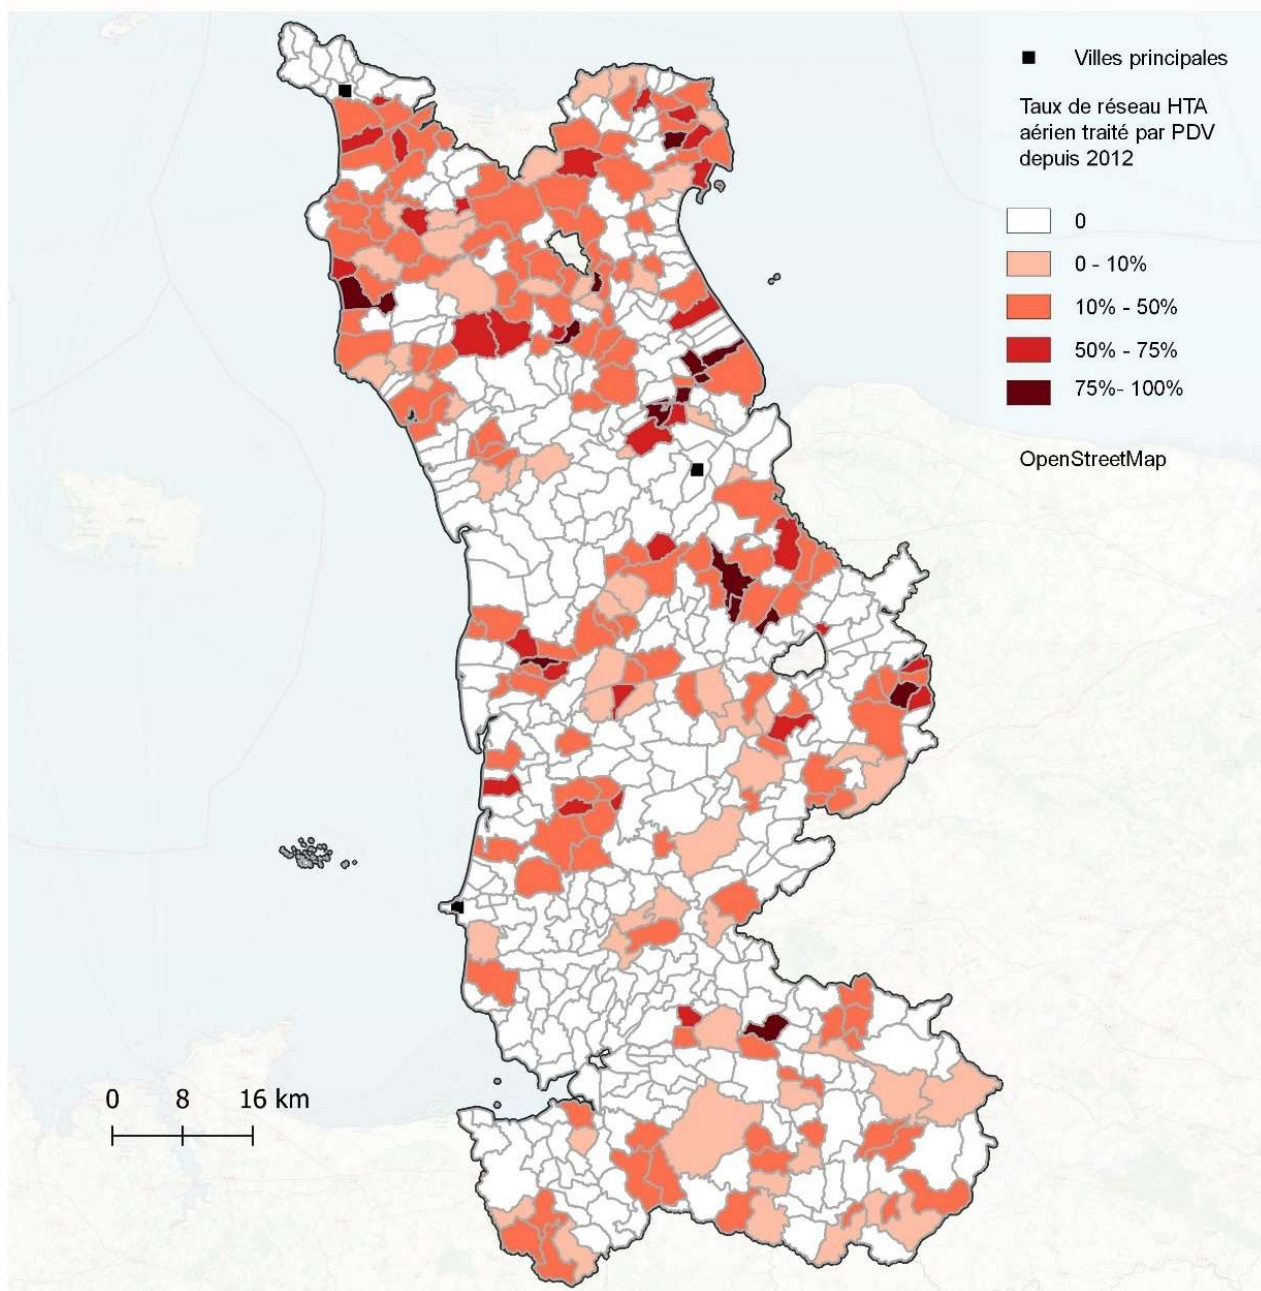 Villes principales
Taux de réseau HTA
aérien traité par PDV
depuis 2012
0
0 - 10%
10% - 50%
50% - 75%
75%- 100%
OpenStreetMap
0 8 16 km